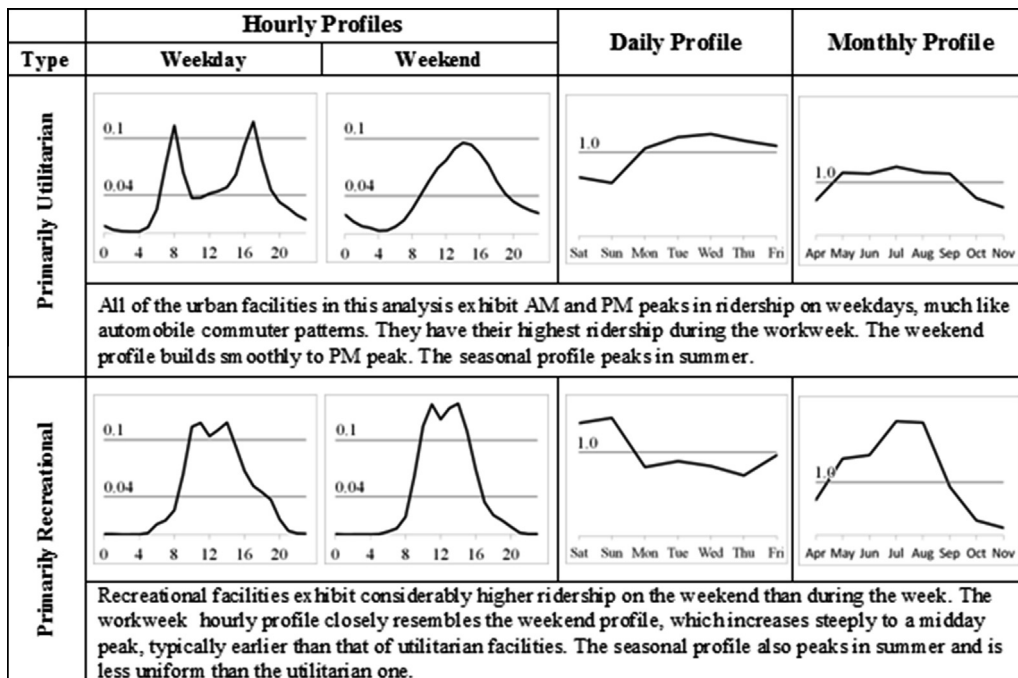 Hourly Profiles
Daily Profile
Monthly Profile
Type
Weekday
Weekend
Primarily Utilitarian
0.1
0.04
0 4 8 12 16 20
0.1
0.04
0 4 8 12 16 20
1.0
Sat Sun Mon Tue Wed Thu Fri
1.0
Apr May Jun Jul Aug Sep Oct Nov
All of the urban facilities in this analysis exhibit AM and PM peaks in ridership on weekdays, much like
automobile commuter patterns. They have their highest ridership during the workweek. The weekend
profile builds smoothly to PM peak. The seasonal profile peaks in summer.
Primarily Recreational
0.1
0.04
0 4 8 12 16 20
0.1
0.04
0 4 8 12 16 20
1.0
Sat Sun Mon Tue Wed Thu Fri
1.0
Apr May Jun Jul Aug Sep Oct Nov
Recreational facilities exhibit considerably higher ridership on the weekend than during the week. The
workweek hourly profile closely resembles the weekend profile, which increases steeply to a midday
peak, typically earlier than that of utilitarian facilities. The seasonal profile also peaks in summer and is
less uniform than the utilitarian one.